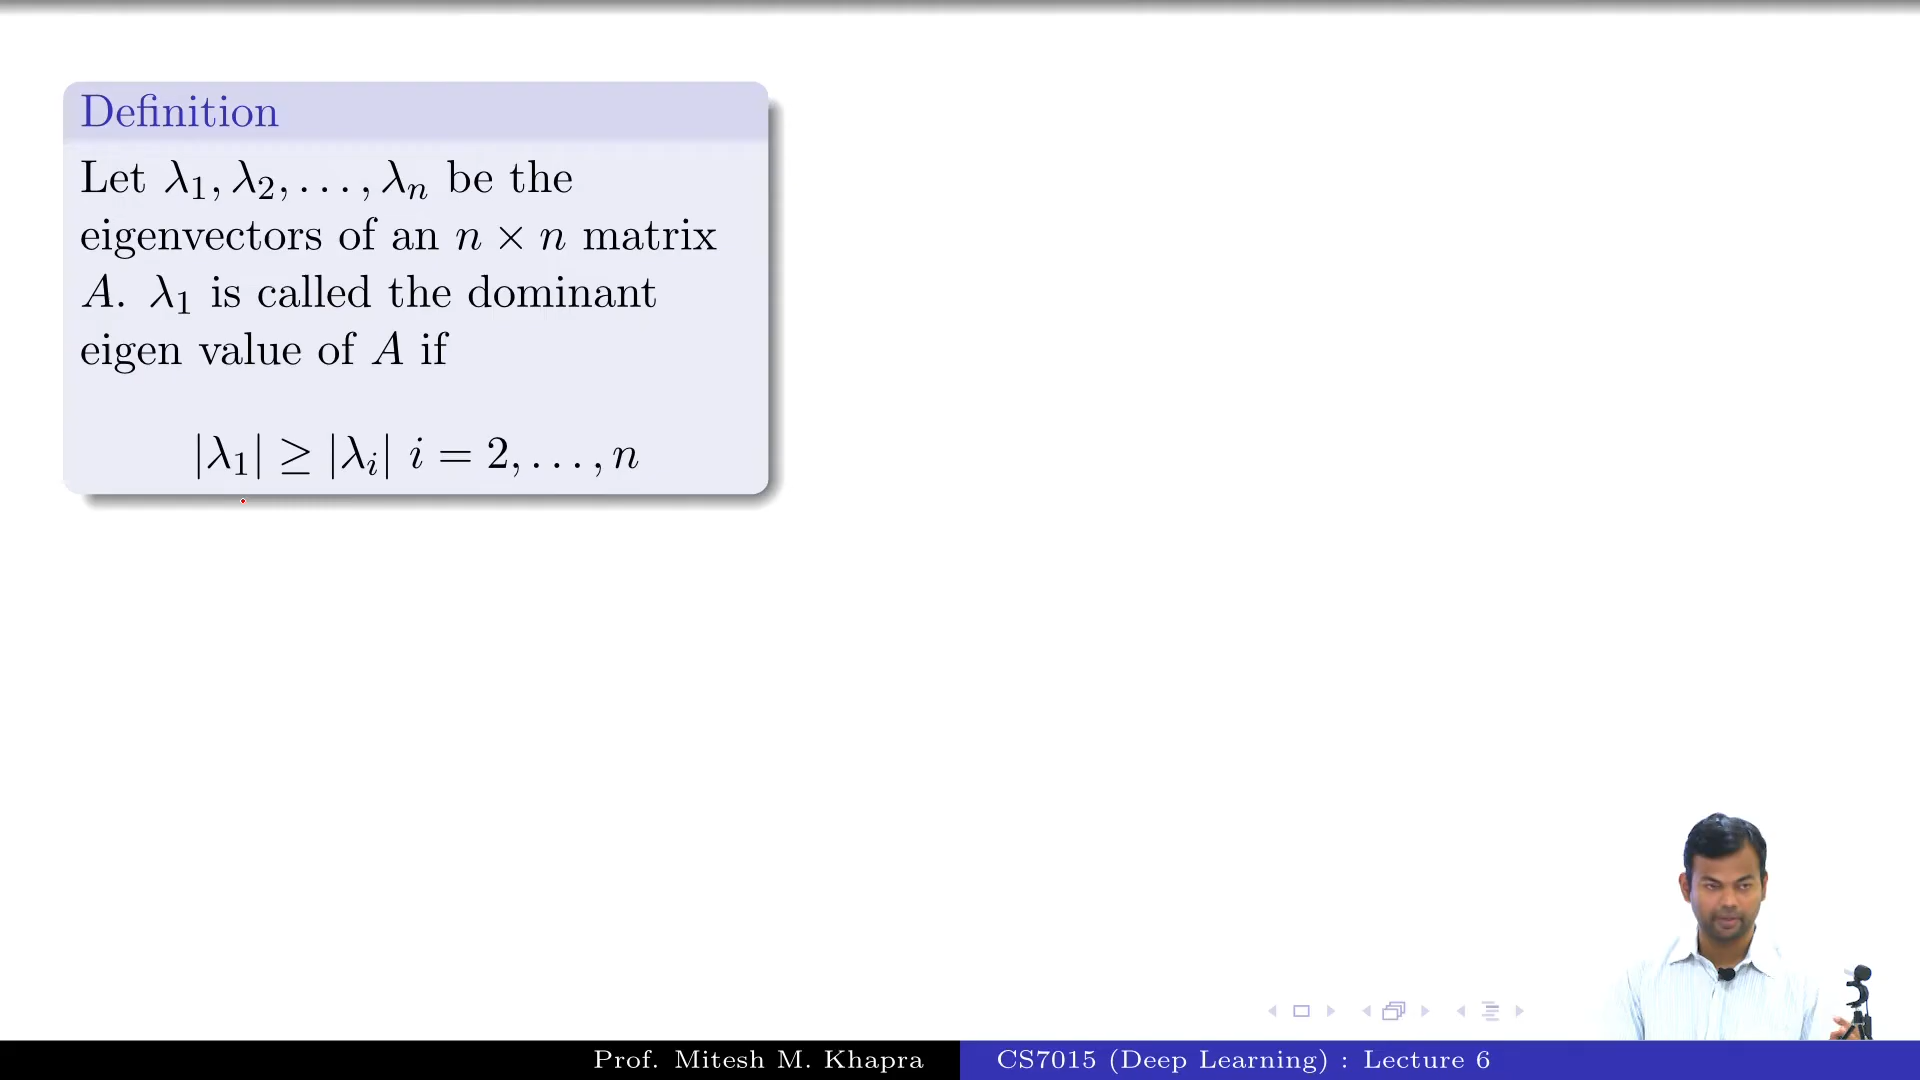 Definition
Let λ₁, λ₂, . . . , λₙ be the
eigenvectors of an n × n matrix
A. λ₁ is called the dominant
eigen value of A if
|λ₁| ≥ |λᵢ| i = 2, . . . , n
Prof. Mitesh M. Khapra
CS7015 (Deep Learning) : Lecture 6